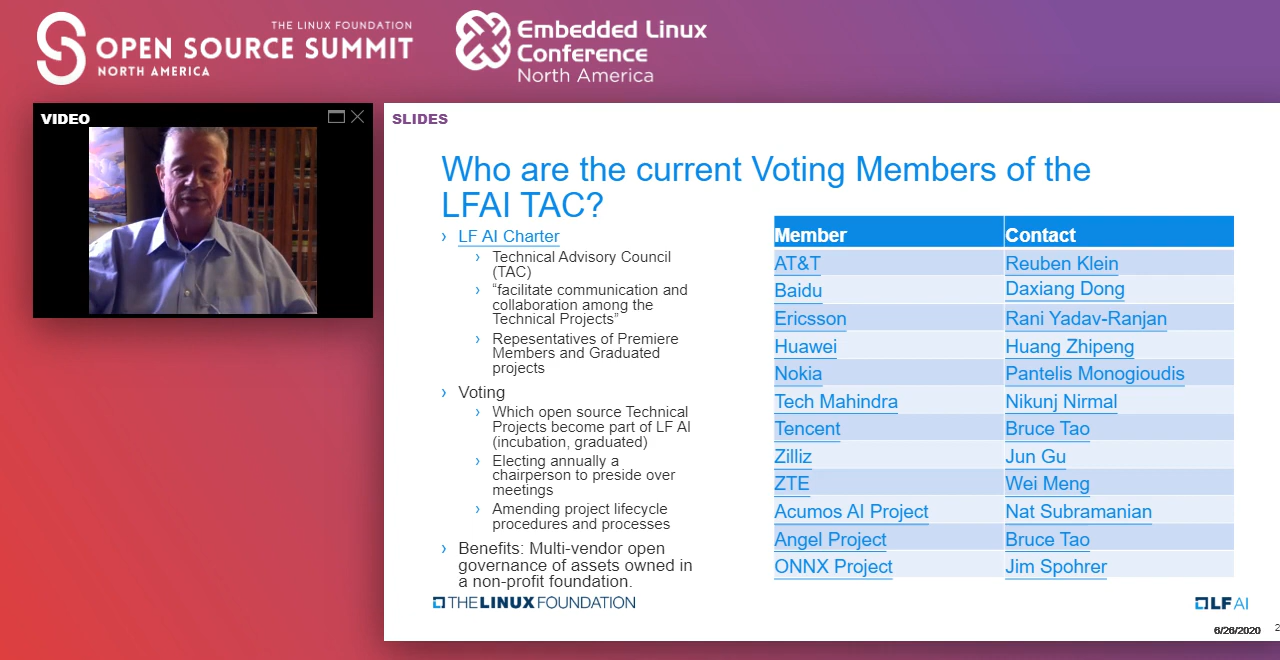 THE LINUX FOUNDATION
OPEN SOURCE SUMMIT
NORTH AMERICA
Embedded Linux
Conference
North America
VIDEO
SLIDES
Who are the current Voting Members of the
LFAI TAC?
› LF AI Charter
› Technical Advisory Council
(TAC)
› “facilitate communication and
collaboration among the
Technical Projects”
› Repesentatives of Premiere
Members and Graduated
projects
› Voting
› Which open source Technical
Projects become part of LF AI
(incubation, graduated)
› Electing annually a
chairperson to preside over
meetings
› Amending project lifecycle
procedures and processes
› Benefits: Multi-vendor open
governance of assets owned in
a non-profit foundation.
Member Contact
AT&T Reuben Klein
Baidu Daxiang Dong
Ericsson Rani Yadav-Ranjan
Huawei Huang Zhipeng
Nokia Pantelis Monogioudis
Tech Mahindra Nikunj Nirmal
Tencent Bruce Tao
Zilliz Jun Gu
ZTE Wei Meng
Acumos AI Project Nat Subramanian
Angel Project Bruce Tao
ONNX Project Jim Spohrer
THE LINUX FOUNDATION
LF AI
6/26/2020 2